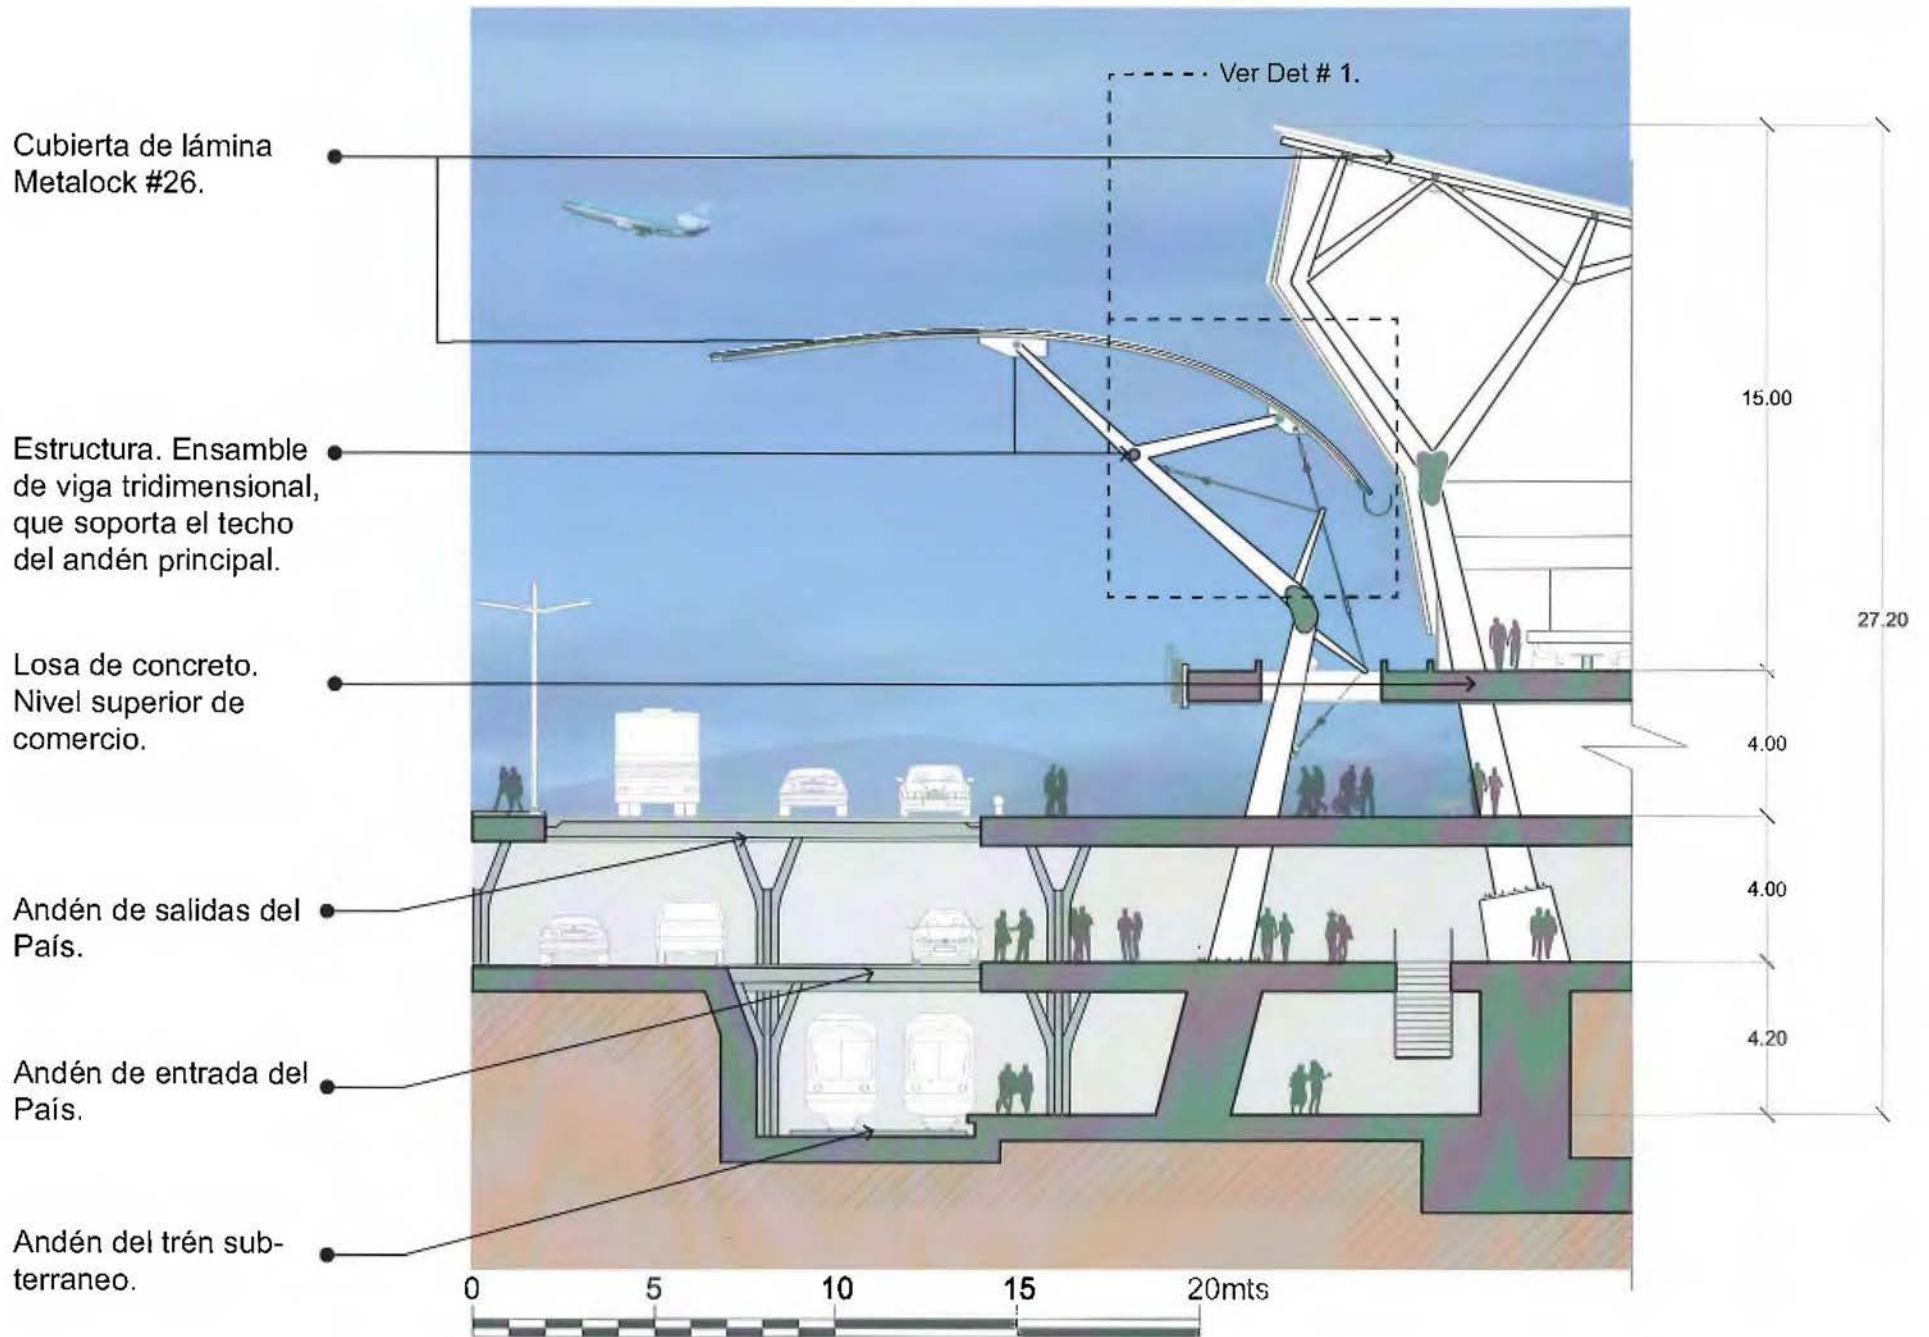 Ver Det # 1.
Cubierta de lámina
Metalock #26.
Estructura. Ensamble
de viga tridimensional,
que soporta el techo
del andén principal.
Losa de concreto.
Nivel superior de
comercio.
Andén de salidas del
País.
Andén de entrada del
País.
Andén del trén sub-
terraneo.
15.00
27.20
4.00
4.00
4.20
0 5 10 15 20mts